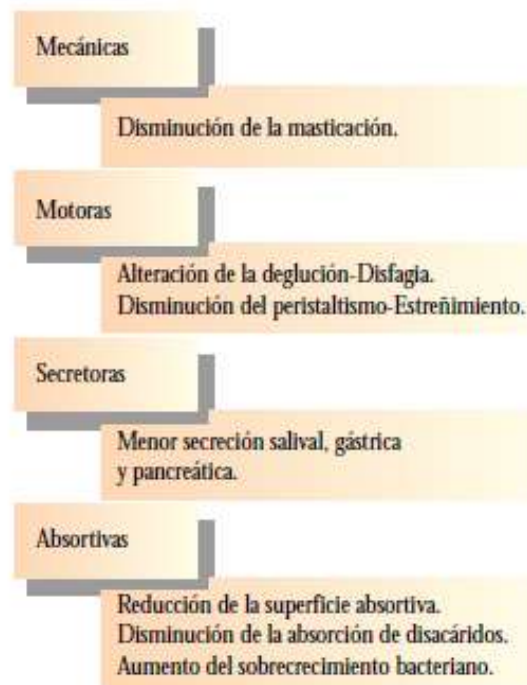 Mecánicas
Disminución de la masticación.
Motoras
Alteración de la deglución-Disfagia.
Disminución del peristaltismo-Estreñimiento.
Secretoras
Menor secreción salival, gástrica
y pancreática.
Absortivas
Reducción de la superficie absortiva.
Disminución de la absorción de disacáridos.
Aumento del sobrecrecimiento bacteriano.